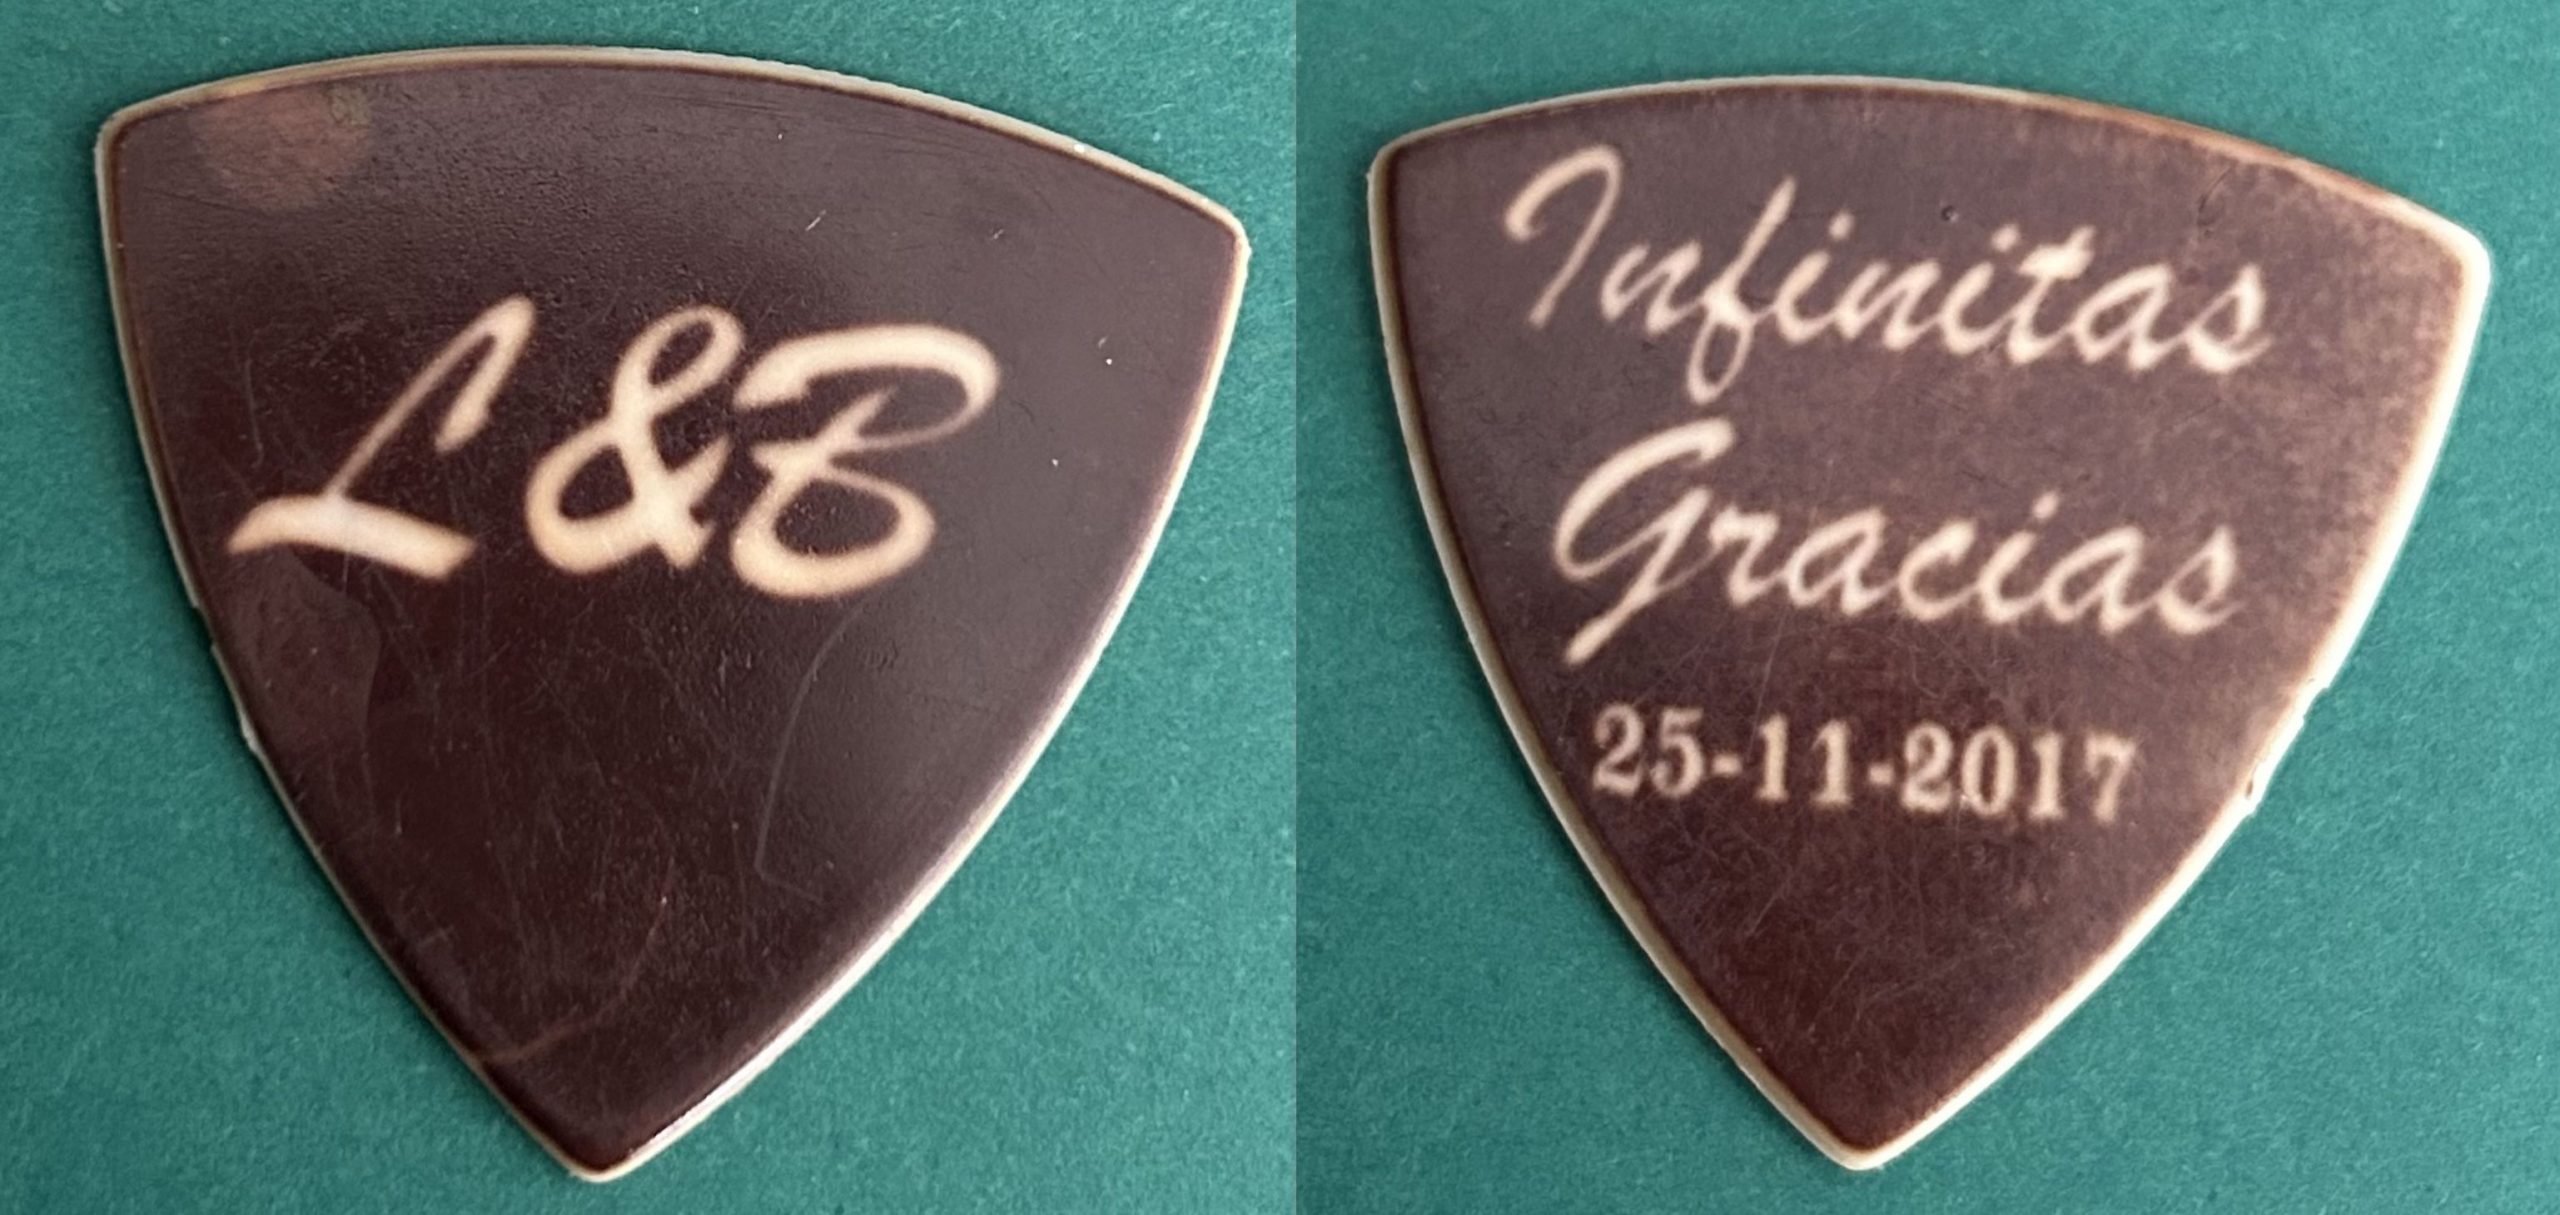 L&B
Infinitas
Gracias
25-11-2017